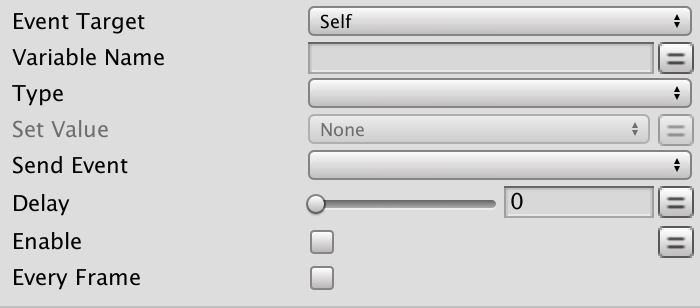 Event Target Self
Variable Name
Type
Set Value None
Send Event
Delay 0
Enable
Every Frame